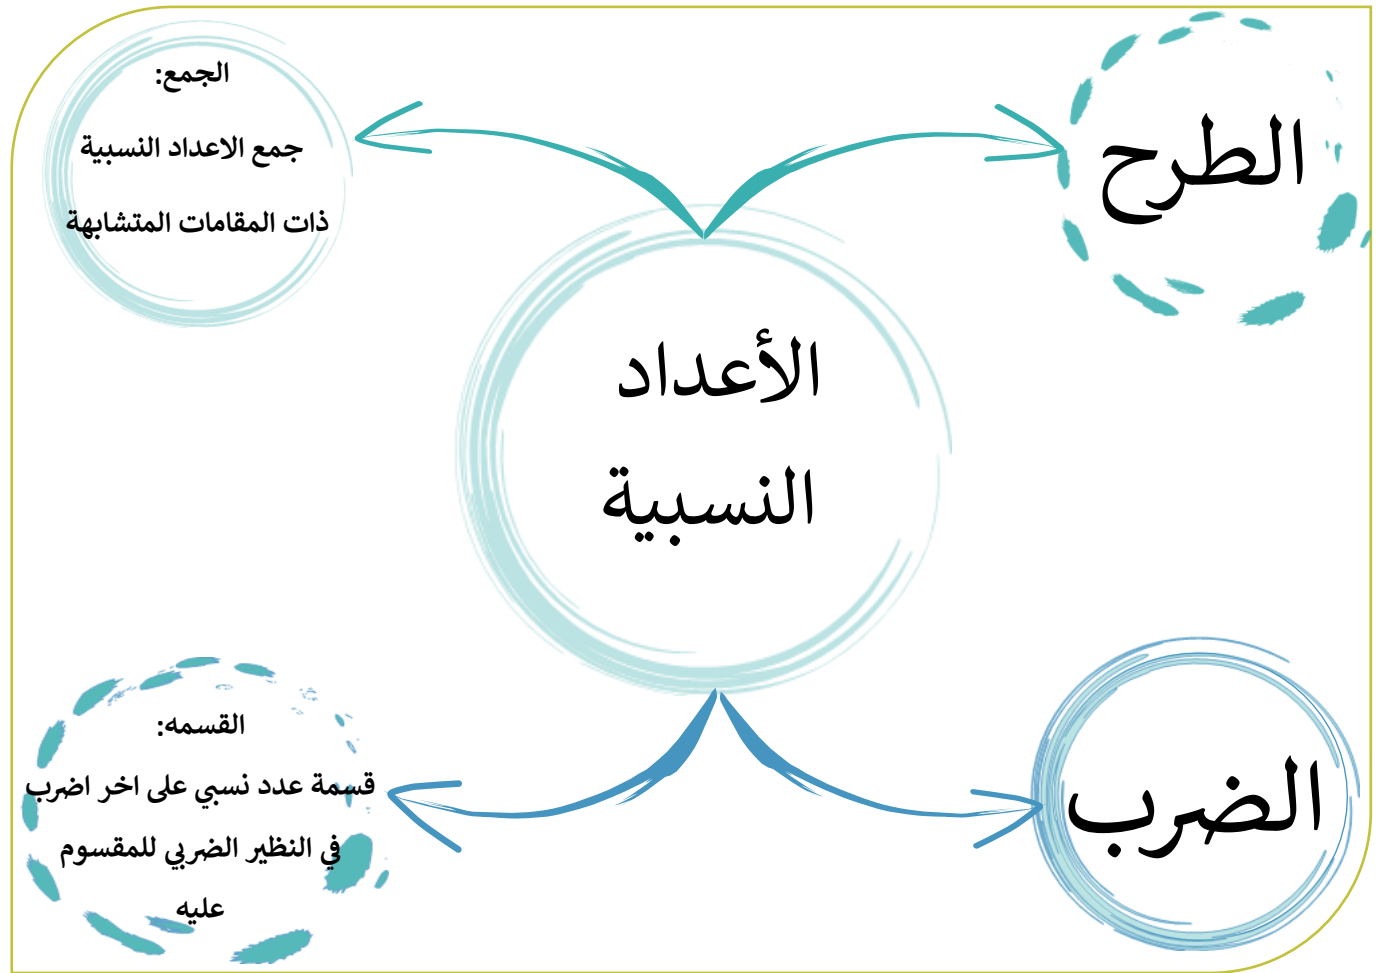 الطرح
الجمع:
جمع الاعداد النسبية
ذات المقامات المتشابهة
الأعداد
النسبية
الضرب
القسمه:
قسمة عدد نسبي على اخر اضرب
في النظير الضربي للمقسوم
عليه